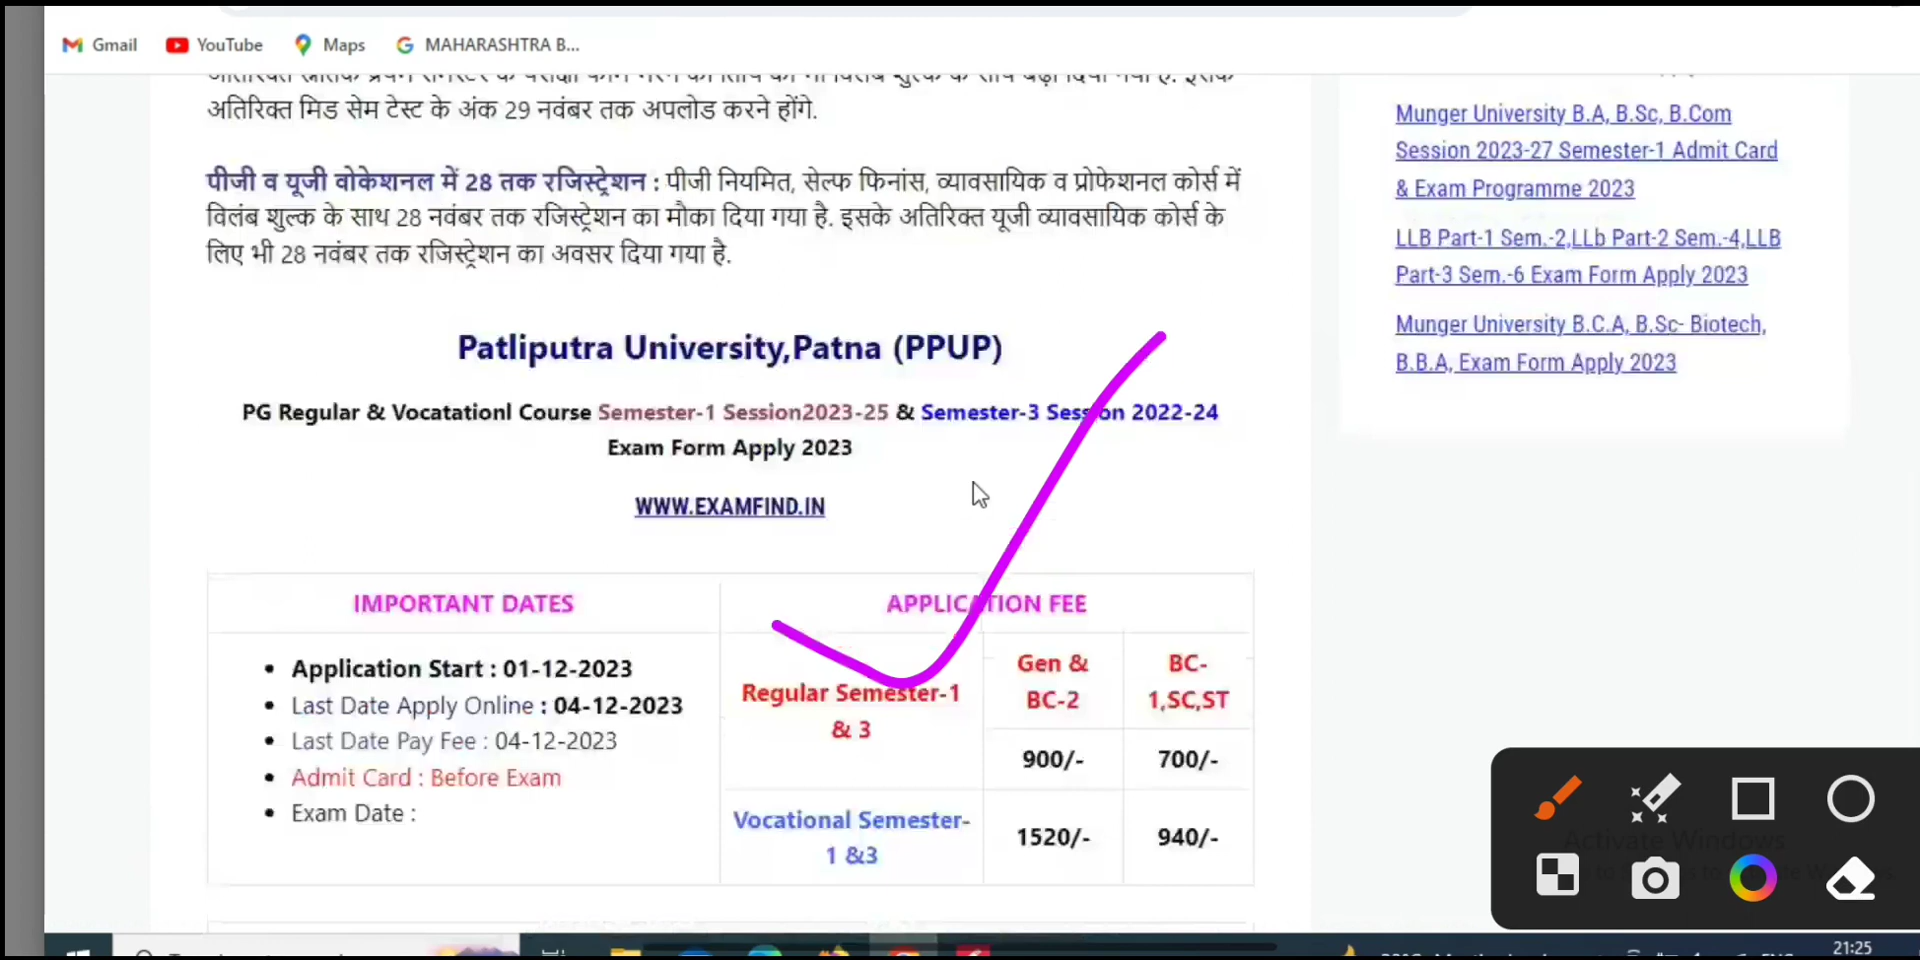 Gmail YouTube Maps MAHARASHTRA B...
अतिरिक्त मिड सेम टेस्ट के अंक 29 नवंबर तक अपलोड करने होंगे.
पीजी व यूजी वोकेशनल में 28 तक रजिस्ट्रेशन : पीजी नियमित, सेल्फ फिनांस, व्यावसायिक व प्रोफेशनल कोर्स में
विलंब शुल्क के साथ 28 नवंबर तक रजिस्ट्रेशन का मौका दिया गया है. इसके अतिरिक्त यूजी व्यावसायिक कोर्स के
लिए भी 28 नवंबर तक रजिस्ट्रेशन का अवसर दिया गया है.
Patliputra University,Patna (PPUP)
PG Regular & Vocatationl Course Semester-1 Session2023-25 & Semester-3 Session 2022-24
Exam Form Apply 2023
WWW.EXAMFIND.IN
IMPORTANT DATES
Application Start : 01-12-2023
Last Date Apply Online : 04-12-2023
Last Date Pay Fee : 04-12-2023
Admit Card : Before Exam
Exam Date :
APPLICATION FEE
Regular Semester-1
& 3
Gen &
BC-2
BC-
1,SC,ST
900/-
700/-
Vocational Semester-
1 &3
1520/-
940/-
Munger University B.A, B.Sc, B.Com
Session 2023-27 Semester-1 Admit Card
& Exam Programme 2023
LLB Part-1 Sem.-2,LLb Part-2 Sem.-4,LLB
Part-3 Sem.-6 Exam Form Apply 2023
Munger University B.C.A, B.Sc- Biotech,
B.B.A, Exam Form Apply 2023
Activate Windows
21:25